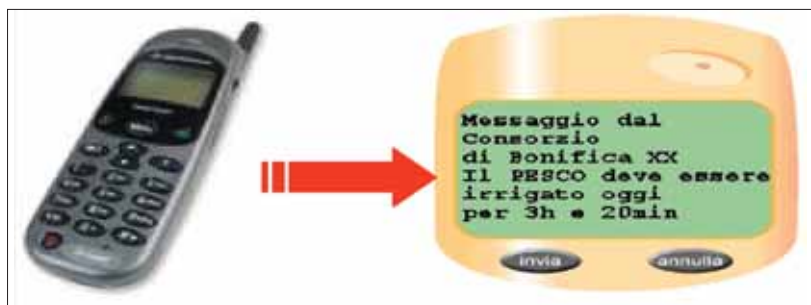 Messaggio dal
Consorzio
di Bonifica XX
Il PESCO deve essere
irrigato oggi
per 3h e 20min
invia annulla